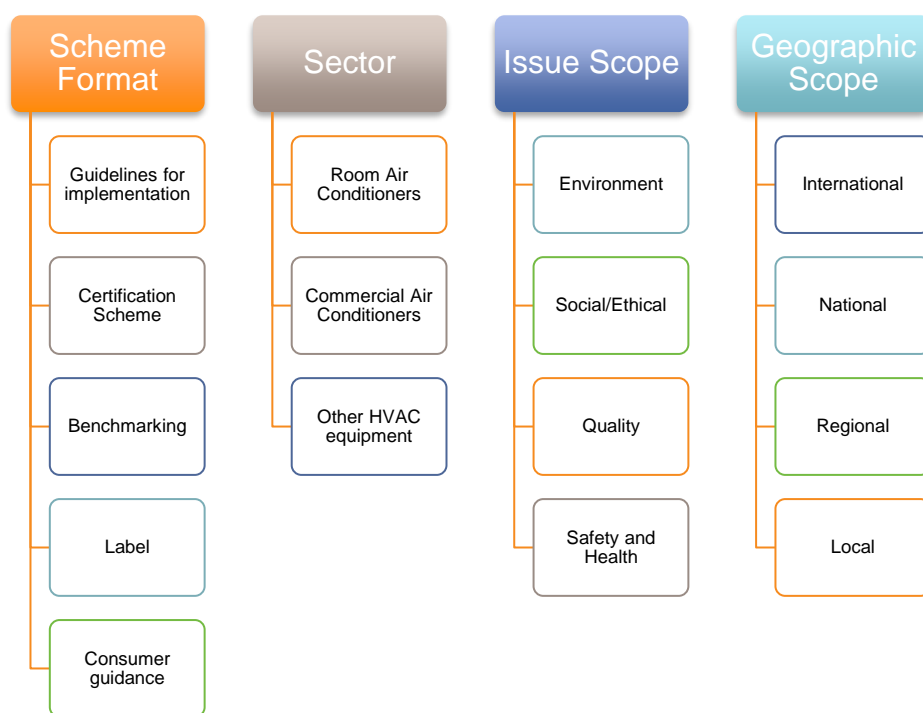 Scheme
Format
Guidelines for
implementation
Certification
Scheme
Benchmarking
Label
Consumer
guidance
Sector
Room Air
Conditioners
Commercial Air
Conditioners
Other HVAC
equipment
Issue Scope
Environment
Social/Ethical
Quality
Safety and
Health
Geographic
Scope
International
National
Regional
Local